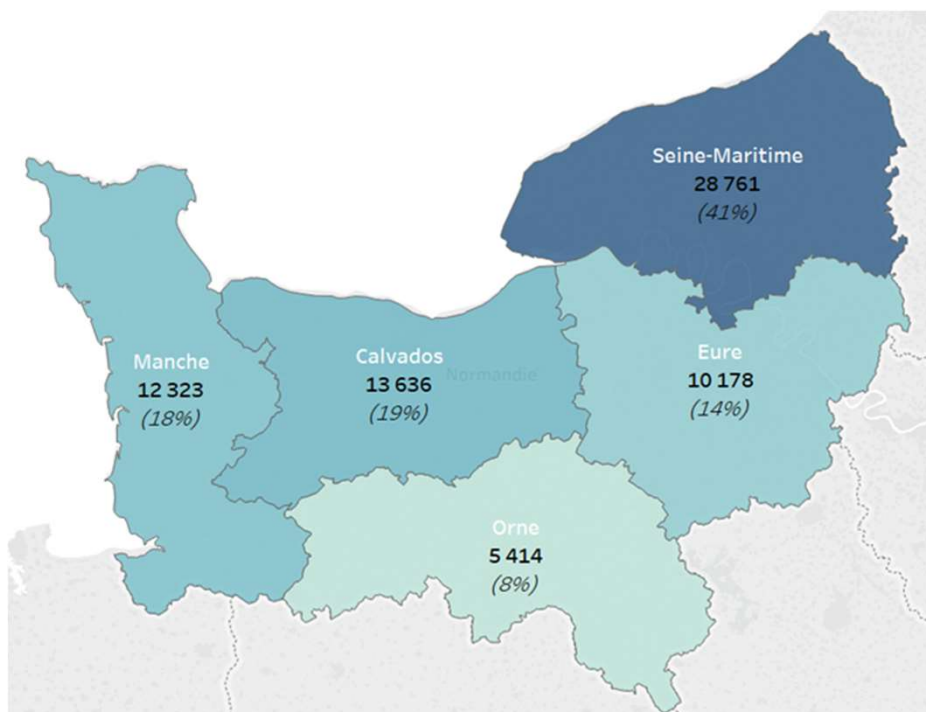 Seine-Maritime
28 761
(41%)
Manche
12 323
(18%)
Calvados
13 636
(19%)
Normandie
Eure
10 178
(14%)
Orne
5 414
(8%)